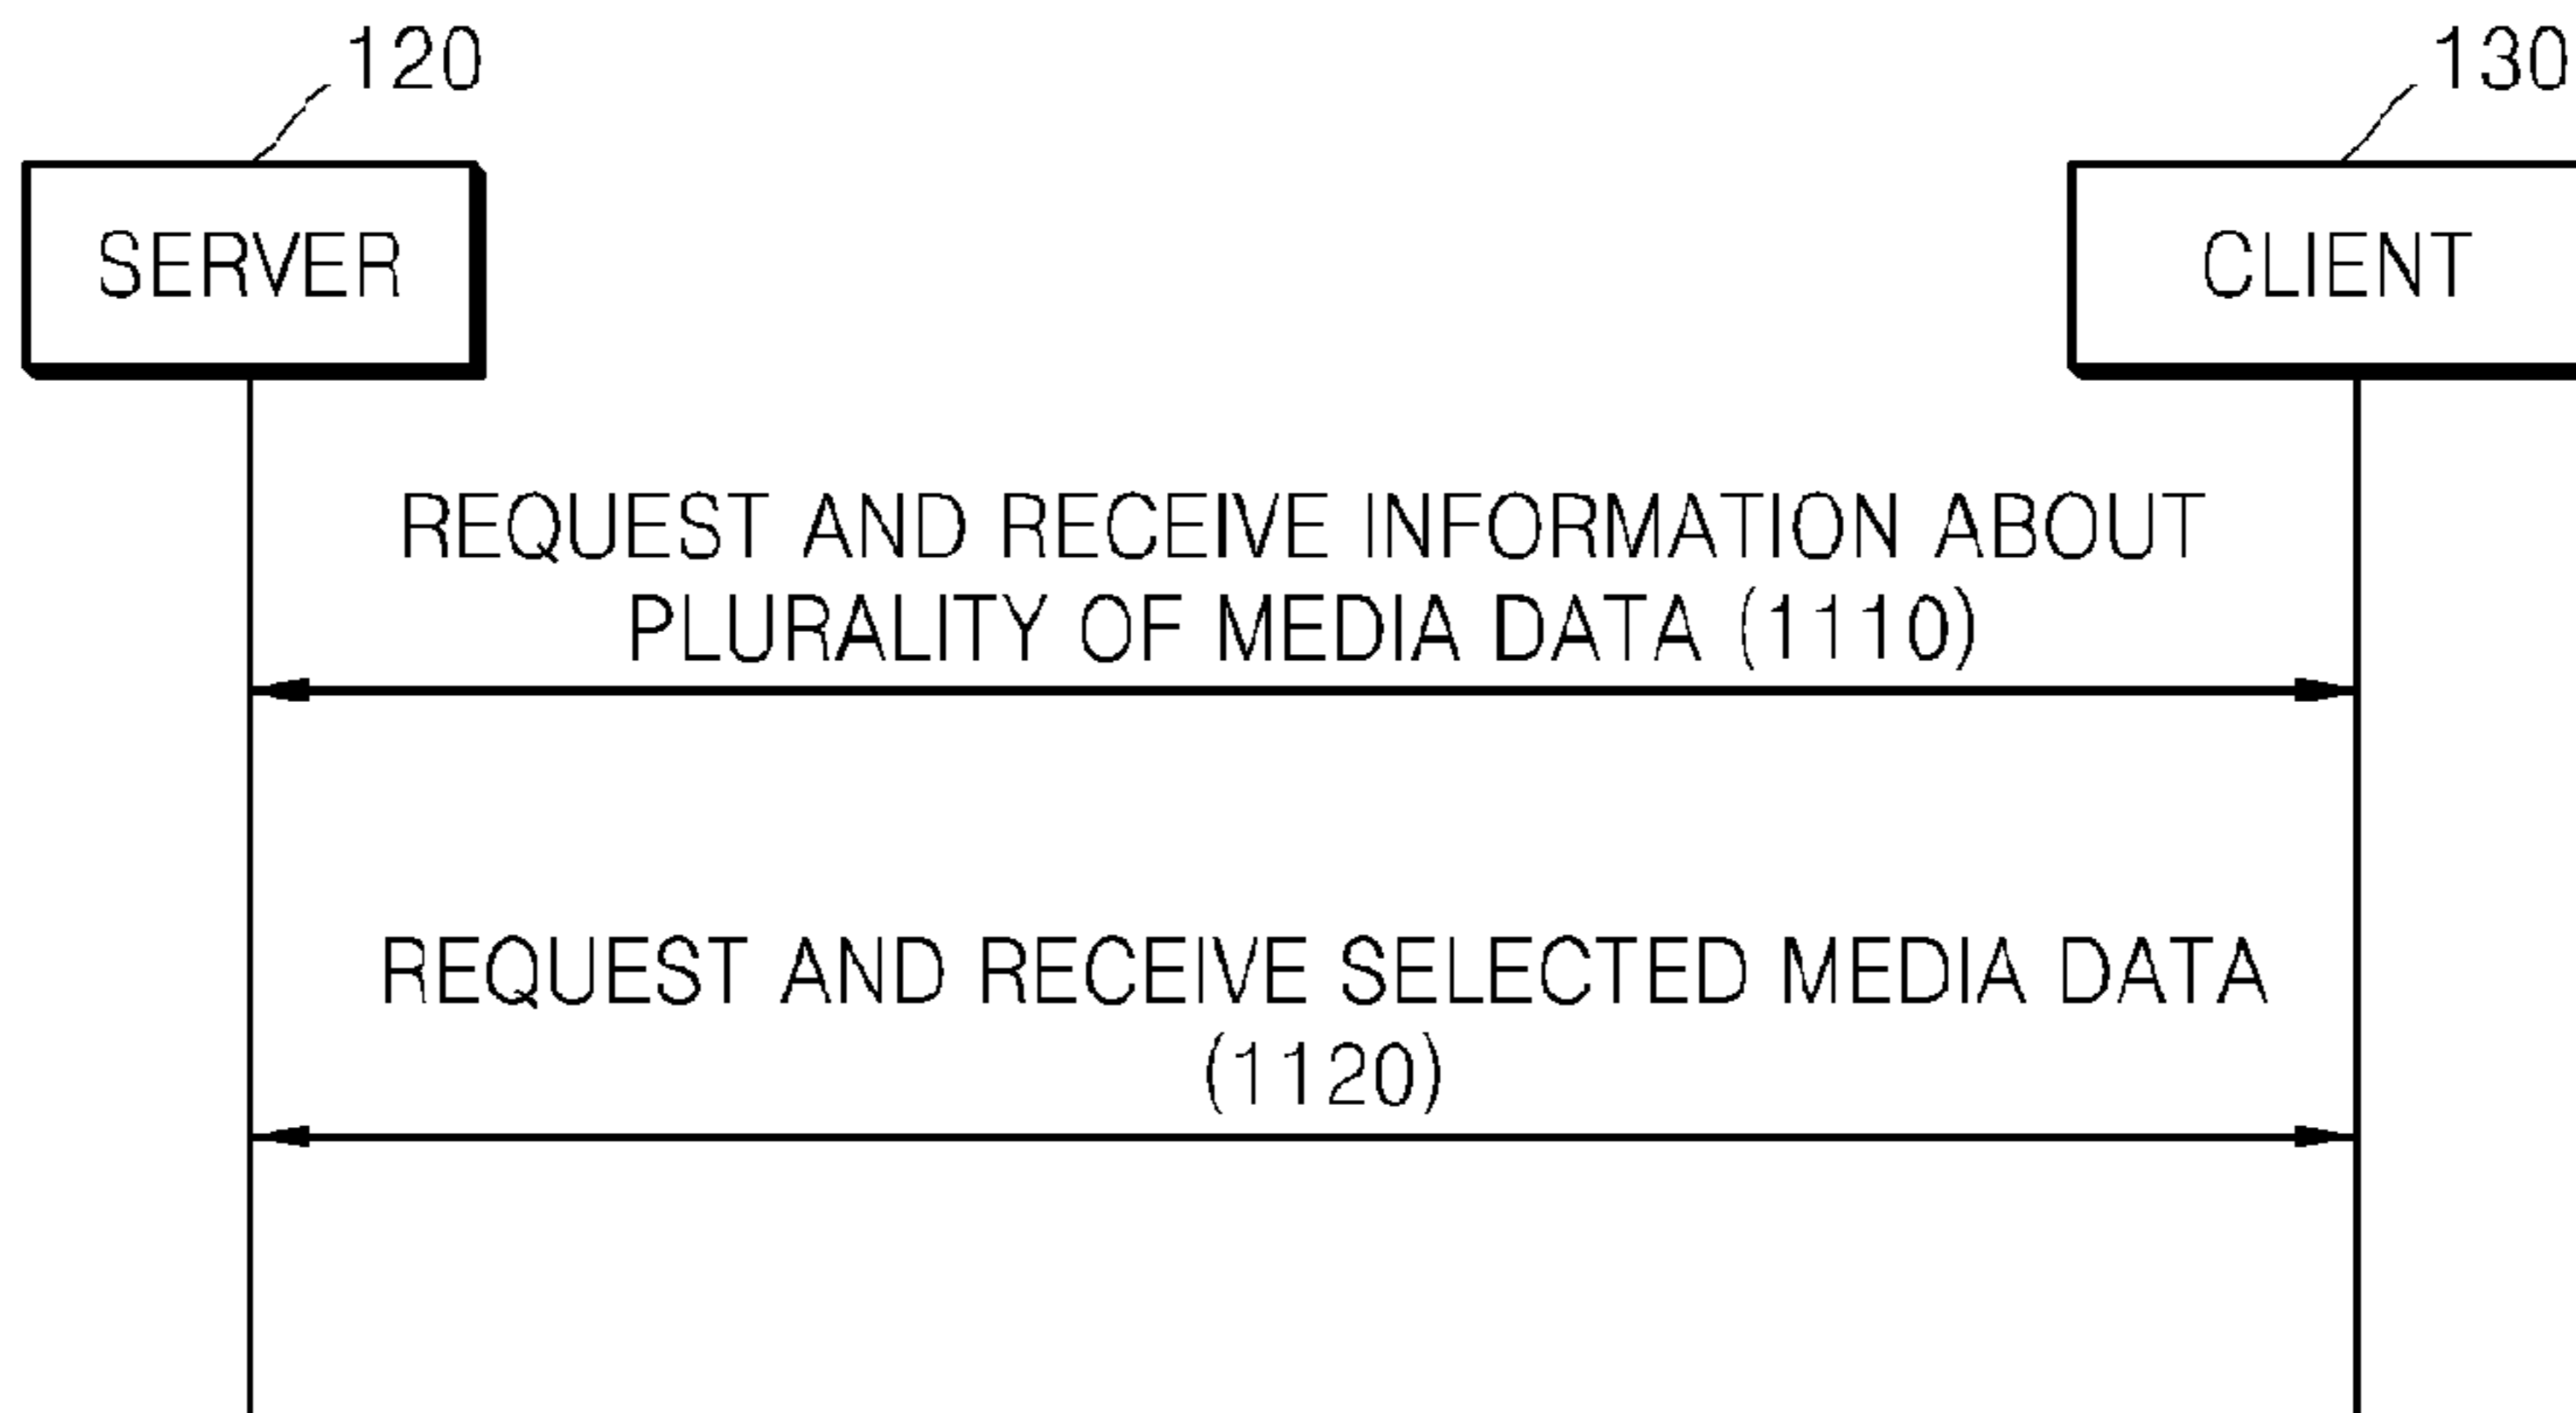 120
130
SERVER
CLIENT
REQUEST AND RECEIVE INFORMATION ABOUT
PLURALITY OF MEDIA DATA (1110)
REQUEST AND RECEIVE SELECTED MEDIA DATA
(1120)